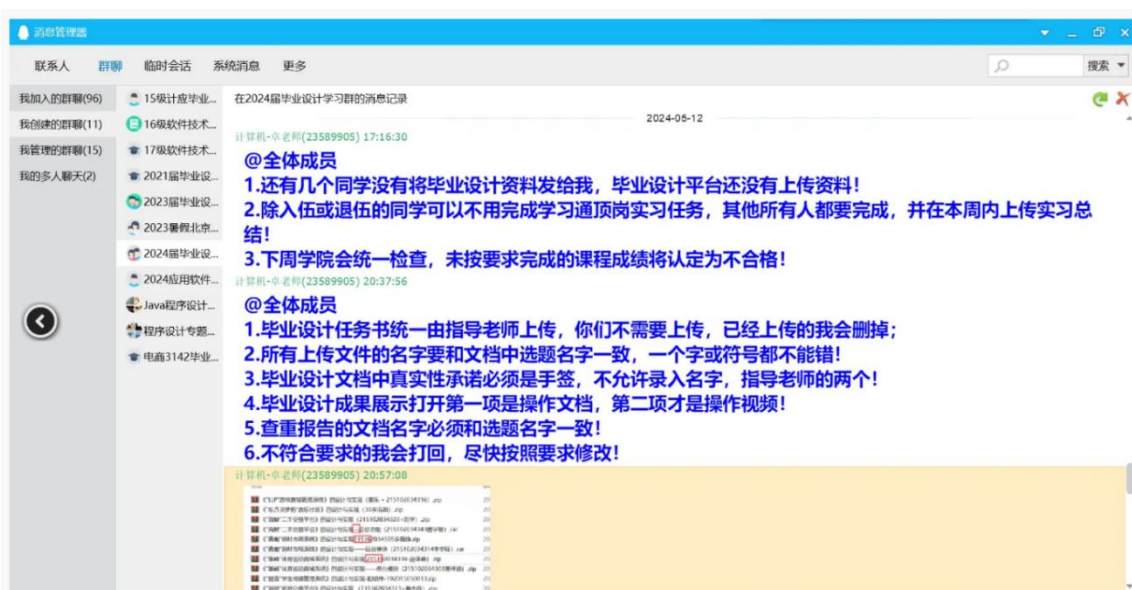 消息管理器
联系人 群聊 临时会话 系统消息 更多
搜索
我加入的群聊(96)
我创建的群聊(11)
我管理的群聊(15)
我的多人聊天(2)
15级计应毕业...
16级软件技术...
17级软件技术...
2021届毕业设...
2023届毕业设...
2023暑假北京...
2024届毕业设...
2024应用软件...
Java程序设计...
程序设计专题...
电商3142毕业...
在2024届毕业设计学习群的消息记录
2024-05-12
计算机-卓老师(23589905) 17:16:30
@全体成员
1.还有几个同学没有将毕业设计资料发给我，毕业设计平台还没有上传资料！
2.除入伍或退伍的同学可以不用完成学习通顶岗实习任务，其他所有人都要完成，并在本周内上传实习总
结！
3.下周学院会统一检查，未按要求完成的课程成绩将认定为不合格！
计算机-卓老师(23589905) 20:37:56
@全体成员
1.毕业设计任务书统一由指导老师上传，你们不需要上传，已经上传的我会删掉；
2.所有上传文件的名字要和文档中选题名字一致，一个字或符号都不能错！
3.毕业设计文档中真实性承诺必须是手签，不允许录入名字，指导老师的两个！
4.毕业设计成果展示打开第一项是操作文档，第二项才是操作视频！
5.查重报告的文档名字必须和选题名字一致！
6.不符合要求的我会打回，尽快按照要求修改！
计算机-卓老师(23589905) 20:57:08